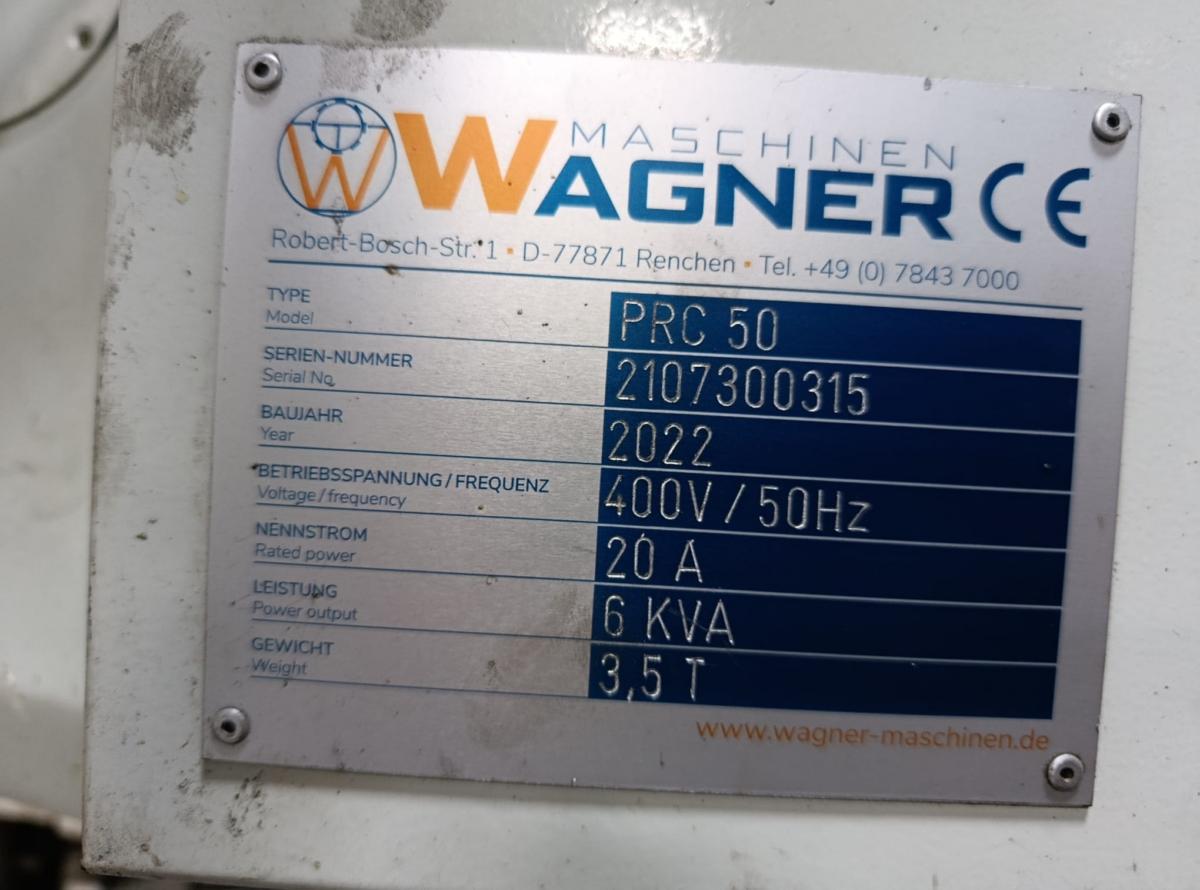 MASCHINEN
WAGNER CE
Robert-Bosch-Str. 1 • D-77871 Renchen • Tel. +49 (0) 7843 7000
TYPE
Model
PRC 50
SERIEN-NUMMER
Serial No.
2107300315
BAUJAHR
Year
2022
BETRIEBSSPANNUNG/FREQUENZ
Voltage/frequency
400V/50Hz
NENNSTROM
Rated power
20 A
LEISTUNG
Power output
6 KVA
GEWICHT
Weight
3,5 T
www.wagner-maschinen.de